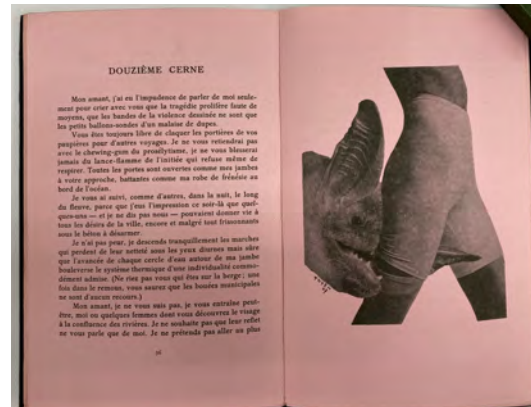 DOUZIÈME CERNE
Mon amant, j'ai eu l'impudence de parler de mot seule-
ment pour crier avec vous que la tragédie prolifère faute de
moyens, que les bandes de la violence dessinée ne sont que
les petits ballons-sondes d'un malaise de dupes.
Vous êtes toujours libre de claquer les portières de vos
paupières pour d'autres voyages. Je ne vous retiendrai pas
avec le chewing-gum du prosélytisme, je ne vous blesserai
jamais du lance-flamme de l'initiée qui refuse même de
respirer. Toutes les portes sont ouvertes comme mes jambes
à votre approche, battantes comme ma robe de frénésie au
bord de l'océan.
Je vous ai suivi, comme d'autres, dans la nuit, le long
du fleuve, parce que j'eus l'impression ce soir-là que quel-
ques-uns — et je ne dis pas nous — pouvaient donner vie à
tous les désirs de la ville, encore et malgré tout frissonnants
sous le béton à désarmer.
Je n'ai pas peur, je descends tranquillement les marches
qui perdent de leur netteté sous les yeux diurnes mais sûre
que l'avancée de chaque cercle d'eau autour de ma jambe
bouleverse le système thermique d'une individualité commu-
dément admise. (Ne riez pas vous qui êtes sur la berge ; une
fois dans le remous, vous saurez que les bouées municipales
ne sont d'aucun recours.)
Mon amant, je ne vous suis pas, je vous entraîne peut-
être, moi ou quelques femmes dont vous découvrez le visage
à la confluence des rivières. Je ne souhaite pas que leur reflet
ne vous parle que de moi. Je ne prétends pas aller au plus